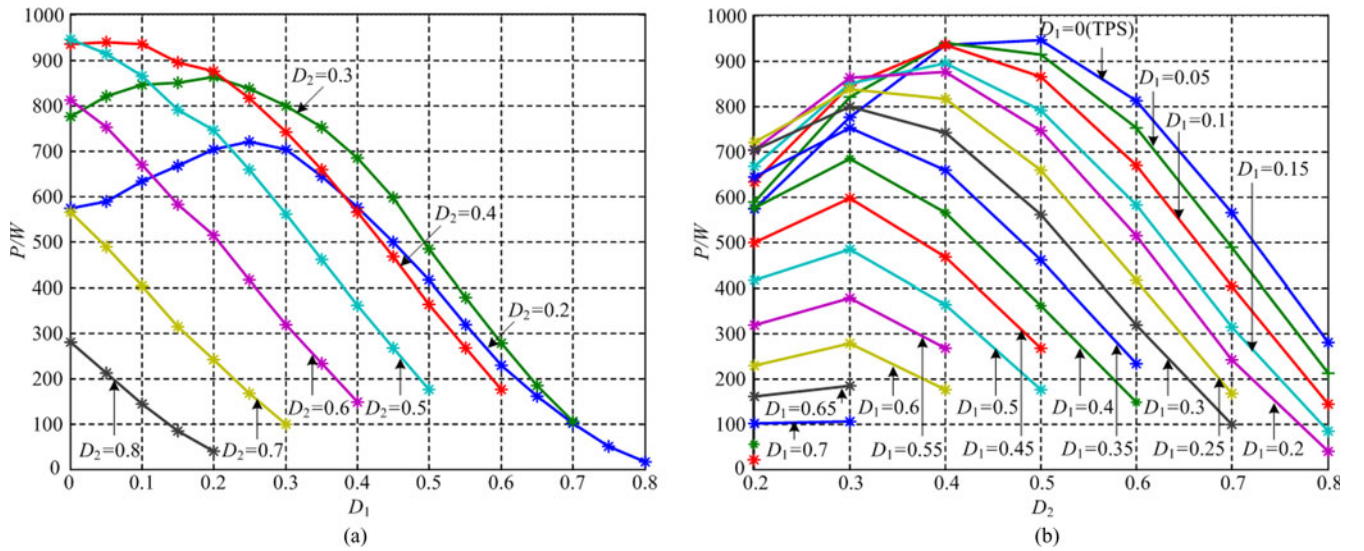 1000
900
800
700
600
500
400
300
200
100
0
P/W
D2=0.3
D2=0.4
D2=0.2
D2=0.6
D2=0.5
D2=0.8
D2=0.7
0 0.1 0.2 0.3 0.4 0.5 0.6 0.7 0.8
D1
(a)
1000
900
800
700
600
500
400
300
200
100
0
P/W
D1=0(TPS)
D1=0.05
D1=0.1
D1=0.15
D1=0.65
D1=0.6
D1=0.5
D1=0.4
D1=0.3
D1=0.7
D1=0.55
D1=0.45
D1=0.35
D1=0.25
D1=0.2
0.2 0.3 0.4 0.5 0.6 0.7 0.8
D2
(b)